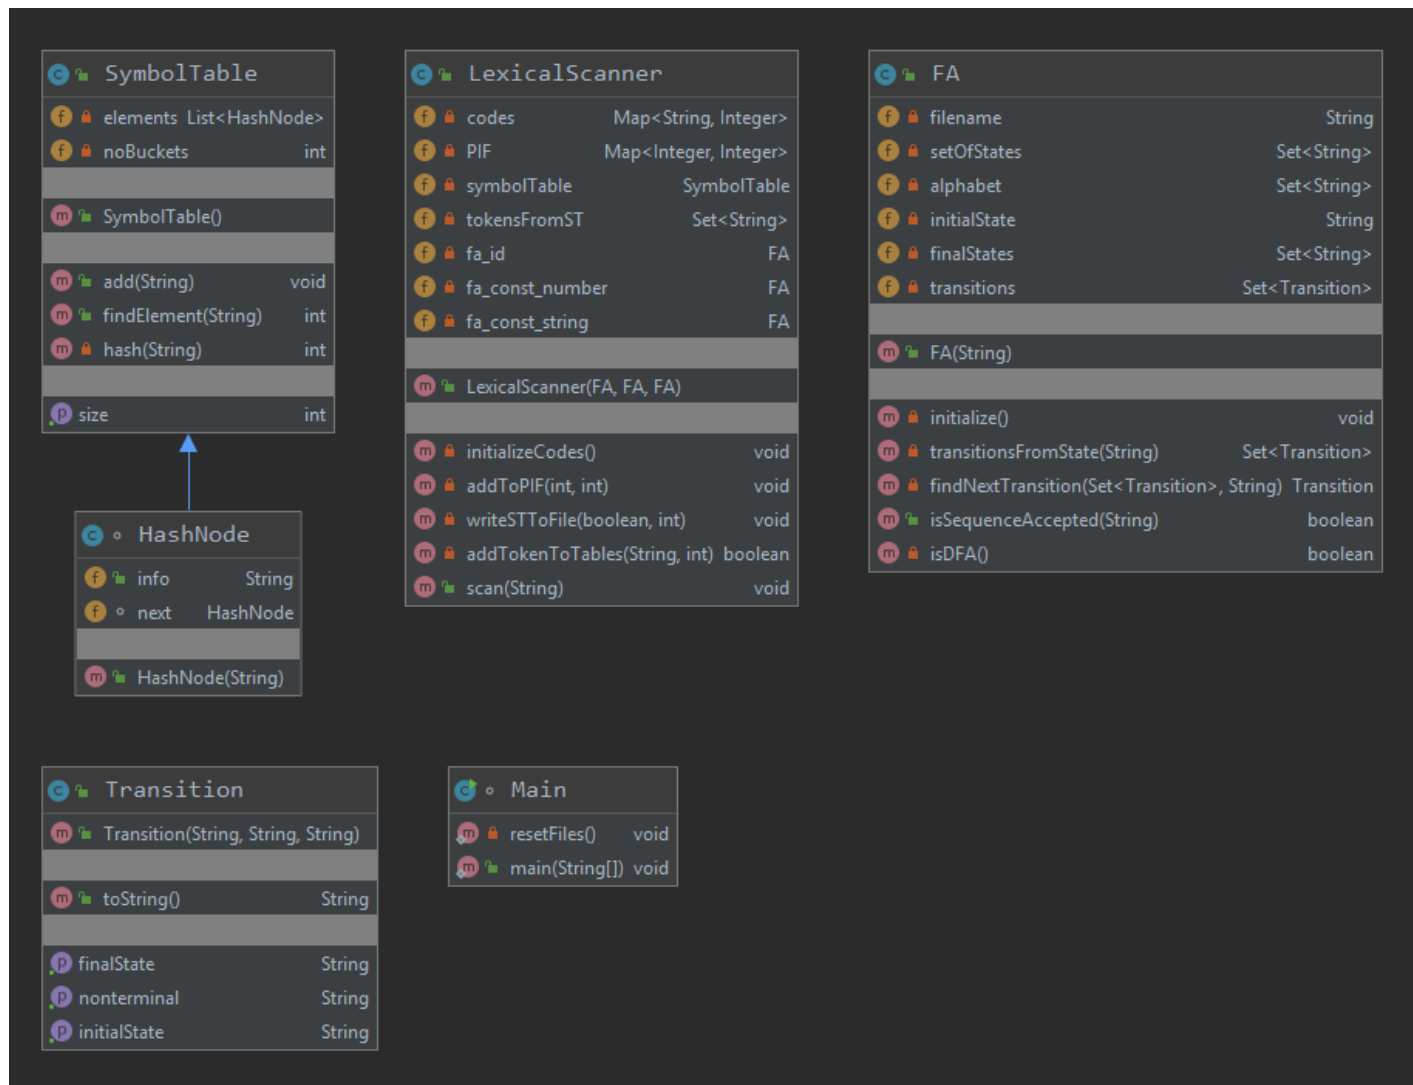 SymbolTable
elements List<HashNode>
noBuckets int
SymbolTable()
add(String) void
findElement(String) int
hash(String) int
size int
HashNode
info String
next HashNode
HashNode(String)
LexicalScanner
codes Map<String, Integer>
PIF Map<Integer, Integer>
symbolTable SymbolTable
tokensFromST Set<String>
fa_id FA
fa_const_number FA
fa_const_string FA
LexicalScanner(FA, FA, FA)
initializeCodes() void
addToPIF(int, int) void
writeSTToFile(boolean, int) void
addTokenToTables(String, int) boolean
scan(String) void
FA
filename String
setOfStates Set<String>
alphabet Set<String>
initialState String
finalStates Set<String>
transitions Set<Transition>
FA(String)
initialize() void
transitionsFromState(String) Set<Transition>
findNextTransition(Set<Transition>, String) Transition
isSequenceAccepted(String) boolean
isDFA() boolean
Transition
Transition(String, String, String)
toString() String
finalState String
nonterminal String
initialState String
Main
resetFiles() void
main(String[]) void